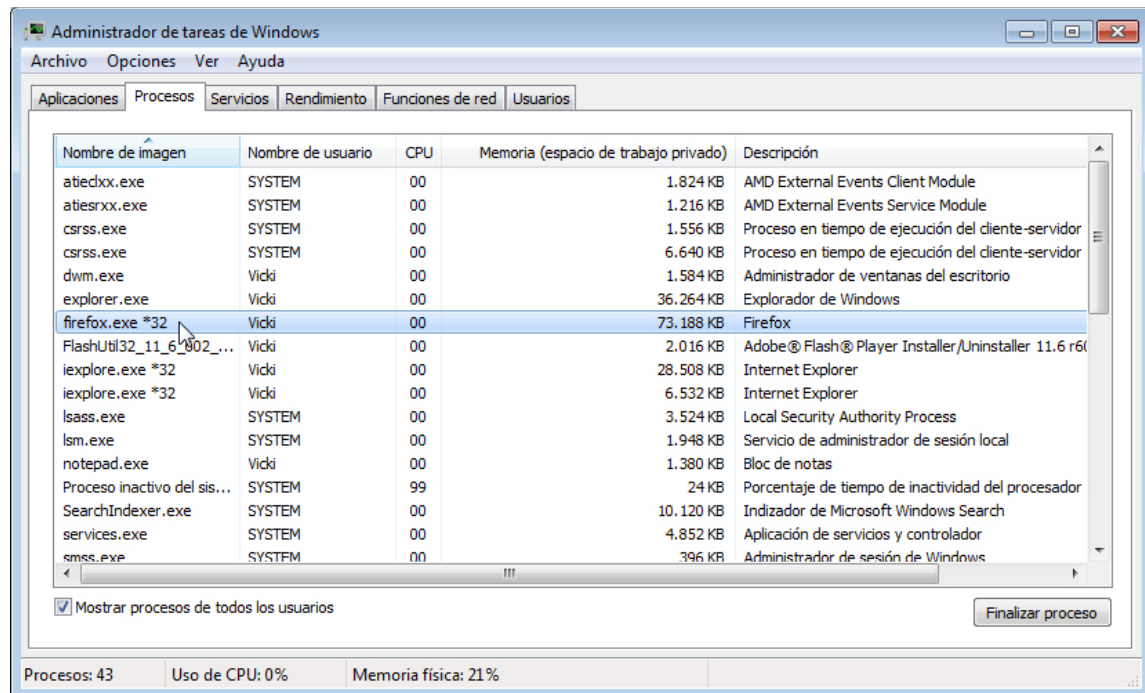 Administrador de tareas de Windows
Archivo Opciones Ver Ayuda
Aplicaciones Procesos Servicios Rendimiento Funciones de red Usuarios
Nombre de imagen Nombre de usuario CPU Memoria (espacio de trabajo privado) Descripción
atieclxx.exe SYSTEM 00 1.824 KB AMD External Events Client Module
atiesrxx.exe SYSTEM 00 1.216 KB AMD External Events Service Module
csrss.exe SYSTEM 00 1.556 KB Proceso en tiempo de ejecución del cliente-servidor
csrss.exe SYSTEM 00 6.640 KB Proceso en tiempo de ejecución del cliente-servidor
dwm.exe Vicki 00 1.584 KB Administrador de ventanas del escritorio
explorer.exe Vicki 00 36.264 KB Explorador de Windows
firefox.exe *32 Vicki 00 73.188 KB Firefox
FlashUtil32_11_6_602_... Vicki 00 2.016 KB Adobe® Flash® Player Installer/Uninstaller 11.6 r60
iexplore.exe *32 Vicki 00 28.508 KB Internet Explorer
iexplore.exe *32 Vicki 00 6.532 KB Internet Explorer
lsass.exe SYSTEM 00 3.524 KB Local Security Authority Process
lsm.exe SYSTEM 00 1.948 KB Servicio de administrador de sesión local
notepad.exe Vicki 00 1.380 KB Bloc de notas
Proceso inactivo del sis... SYSTEM 99 24 KB Porcentaje de tiempo de inactividad del procesador
SearchIndexer.exe SYSTEM 00 10.120 KB Indizador de Microsoft Windows Search
services.exe SYSTEM 00 4.852 KB Aplicación de servicios y controlador
smss.exe SYSTEM 00 396 KB Administrador de sesión de Windows
Mostrar procesos de todos los usuarios
Finalizar proceso
Procesos: 43 Uso de CPU: 0% Memoria física: 21%